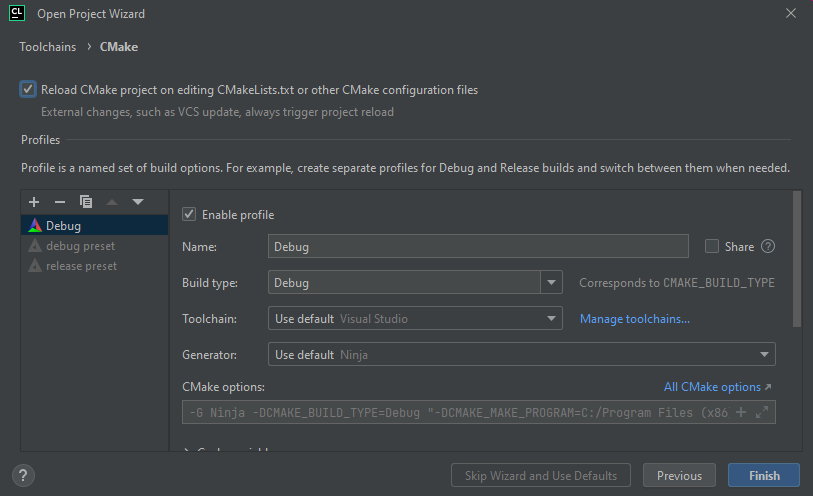 CL Open Project Wizard
Toolchains › CMake
Reload CMake project on editing CMakeLists.txt or other CMake configuration files
External changes, such as VCS update, always trigger project reload
Profiles
Profile is a named set of build options. For example, create separate profiles for Debug and Release builds and switch between them when needed.
Debug
debug preset
release preset
Enable profile
Name: Debug Share ?
Build type: Debug Corresponds to CMAKE_BUILD_TYPE
Toolchain: Use default Visual Studio Manage toolchains...
Generator: Use default Ninja
CMake options: All CMake options ↗
-G Ninja -DCMAKE_BUILD_TYPE=Debug "-DCMAKE_MAKE_PROGRAM=C:/Program Files (x86
? Skip Wizard and Use Defaults Previous Finish